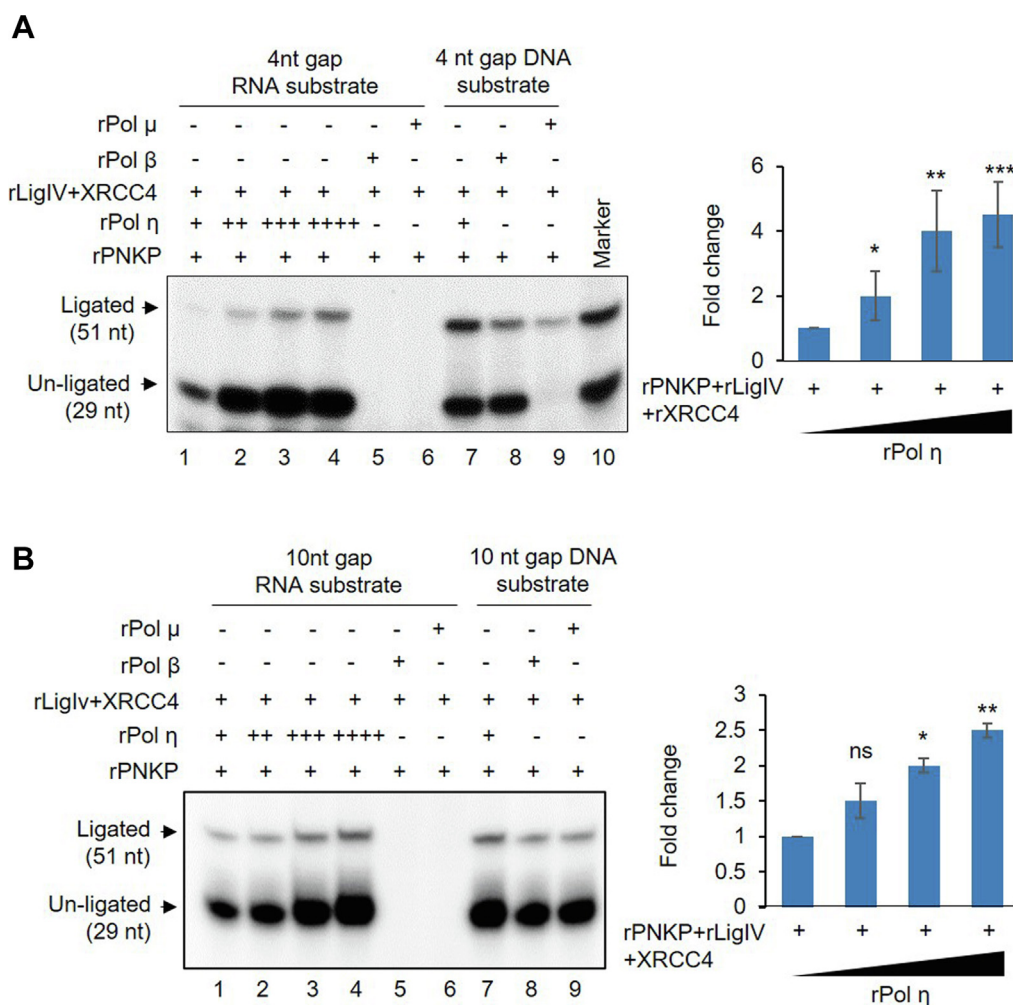 A
4nt gap
RNA substrate
4 nt gap DNA
substrate
rPol μ - - - - - + - - +
rPol β - - - - + - - + -
rLigIV+XRCC4 + + + + + + + + +
rPol η + ++ +++ ++++ - - + - -
rPNKP + + + + + + + + +
Marker
Ligated
(51 nt)
Un-ligated
(29 nt)
1 2 3 4 5 6 7 8 9 10
Fold change
6
4
2
0
* ** ***
rPNKP+rLigIV + + + +
+rXRCC4
rPol η
B
10nt gap
RNA substrate
10 nt gap DNA
substrate
rPol μ - - - - - + - - +
rPol β - - - - + - - + -
rLigIv+XRCC4 + + + + + + + + +
rPol η + ++ +++ ++++ - - + - -
rPNKP + + + + + + + + +
Ligated
(51 nt)
Un-ligated
(29 nt)
1 2 3 4 5 6 7 8 9
Fold change
3
2.5
2
1.5
1
0.5
0
ns * **
rPNKP+rLigIV + + + +
+XRCC4
rPol η